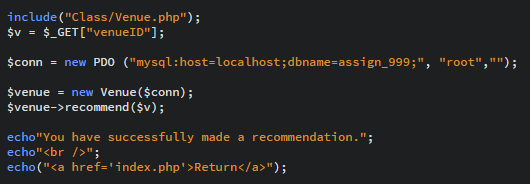 include("Class/Venue.php");
$v = $_GET["venueID"];
$conn = new PDO ("mysql:host=localhost;dbname=assign_999;", "root","");
$venue = new Venue($conn);
$venue->recommend($v);
echo"You have successfully made a recommendation.";
echo"<br />";
echo("<a href='index.php'>Return</a>");